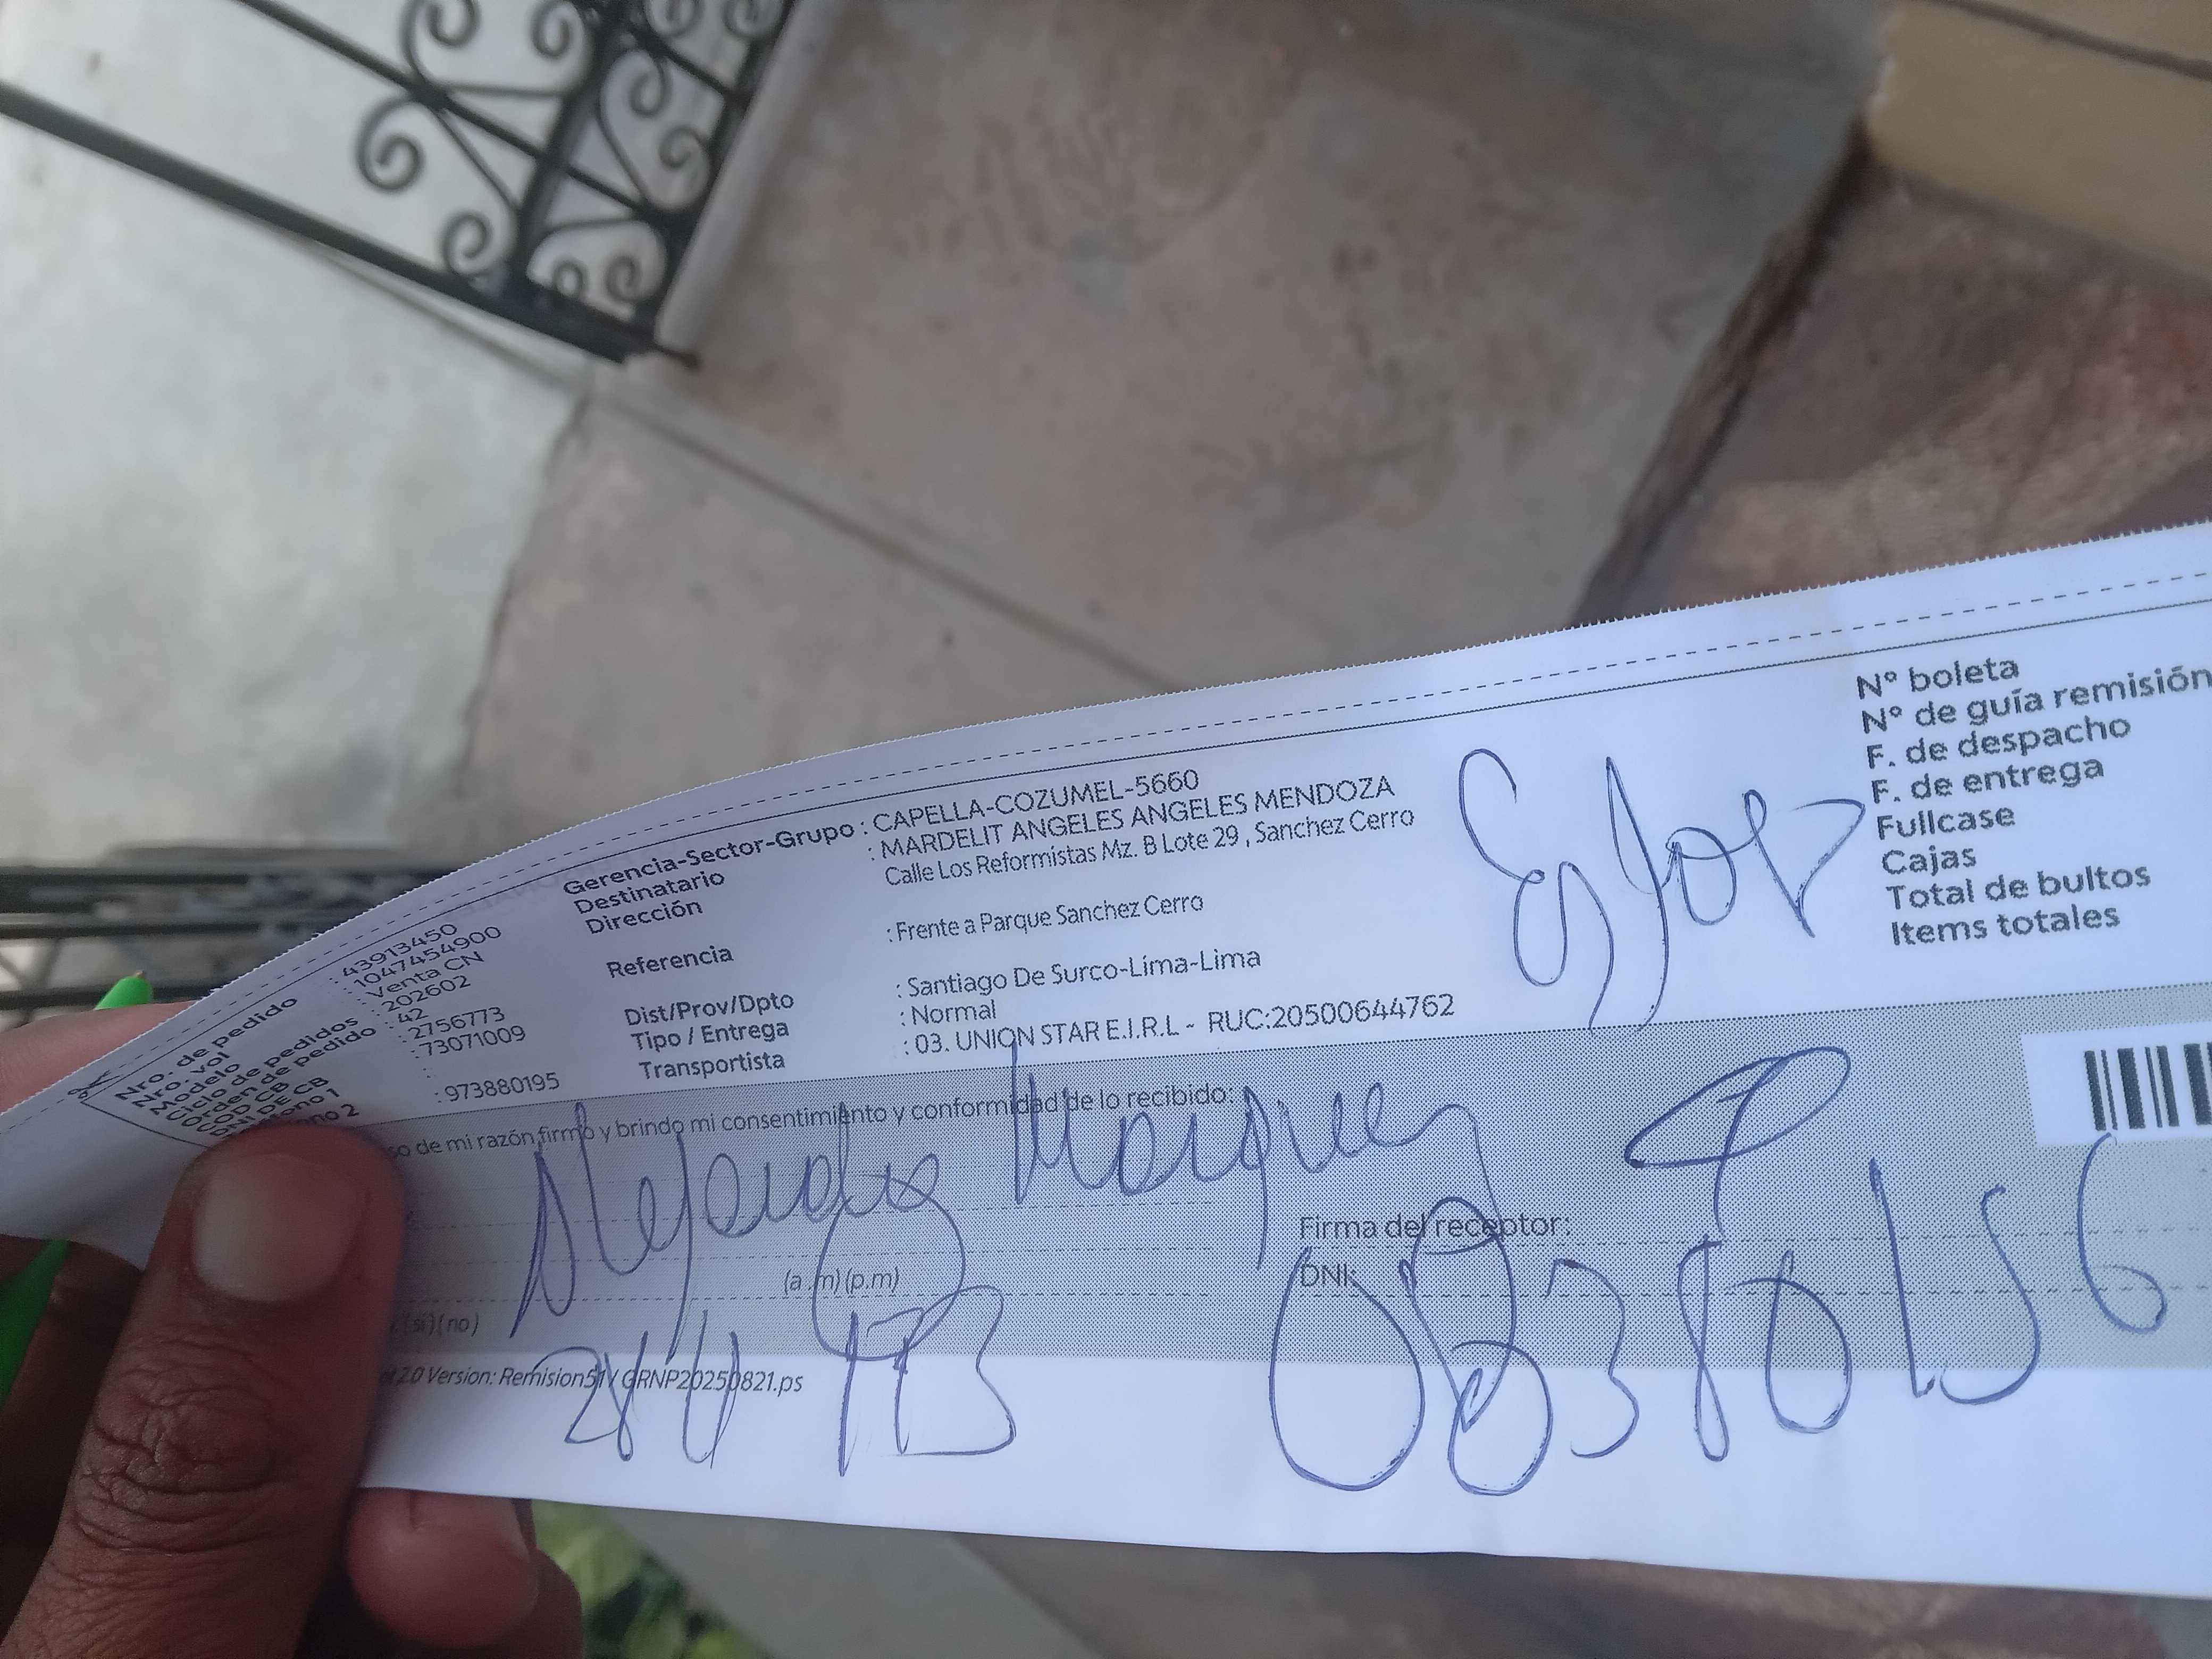 Nro. de pedido : 43913450
Nro. vol : 1047454900
Modelo : Venta CN
Ciclo de pedidos : 202602
Orden de pedido : 42
COD CB : 2756773
DNI DE CB : 73071009
:
: 973880195
Gerencia-Sector-Grupo : CAPELLA-COZUMEL-5660
Destinatario : MARDELIT ANGELES ANGELES MENDOZA
Dirección Calle Los Reformistas Mz. B Lote 29 , Sanchez Cerro
Referencia : Frente a Parque Sanchez Cerro
Dist/Prov/Dpto : Santiago De Surco-Lima-Lima
Tipo / Entrega : Normal
Transportista : 03. UNION STAR E.I.R.L - RUC:20500644762
N° boleta
N° de guía remisión
F. de despacho
F. de entrega
Fullcase
Cajas
Total de bultos
Items totales
Esposo
so de mi razón, firmo y brindo mi consentimiento y conformidad de lo recibido:
Alejandro Marquez
Firma del receptor:
(a .m) (p.m)
DNI:
(si) (no)
2.0 Version: Remision51/ GRNP20250821.ps